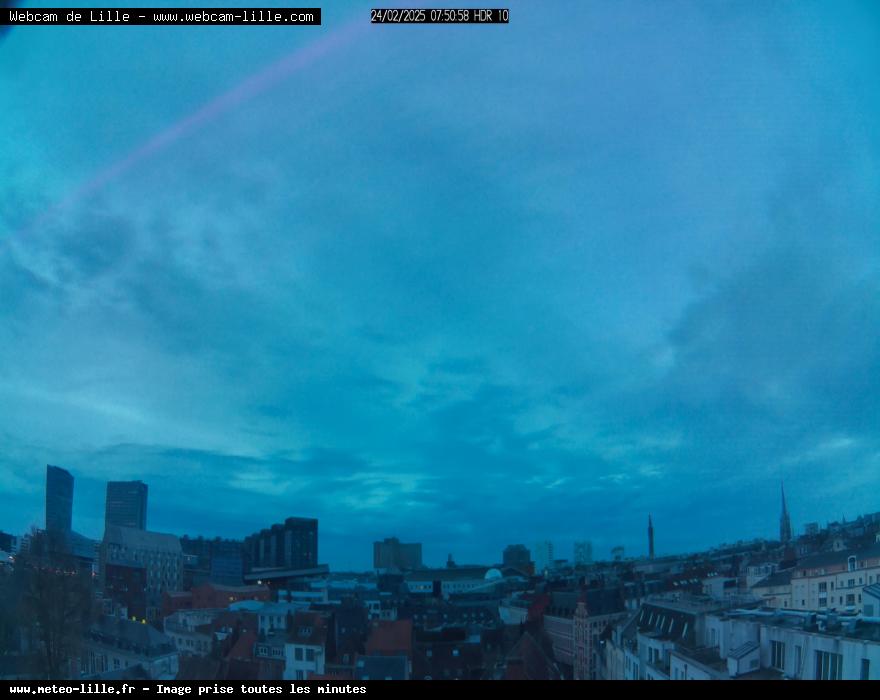 Webcam de Lille - www.webcam-lille.com
24/02/2025 07:50:58 HDR 10
www.meteo-lille.fr - Image prise toutes les minutes